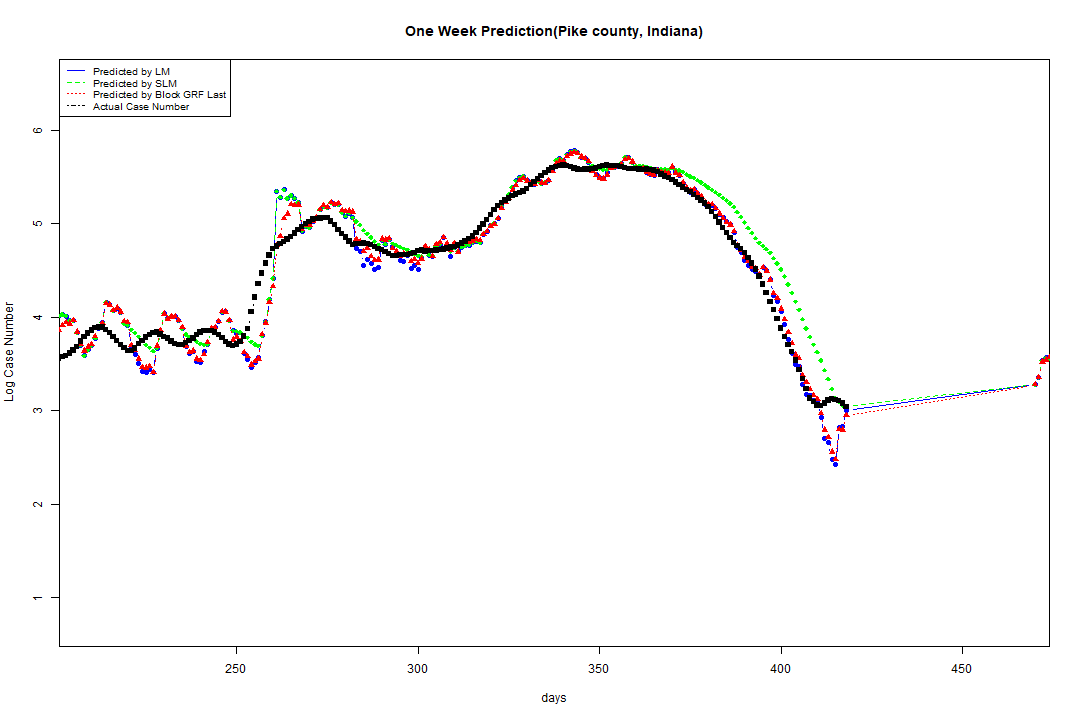 One Week Prediction(Pike county, Indiana)
Predicted by LM
Predicted by SLM
Predicted by Block GRF Last
Actual Case Number
6
5
4
3
2
1
Log Case Number
250 300 350 400 450
days